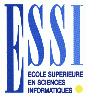 ESSI
ECOLE SUPERIEURE
EN SCIENCES
INFORMATIQUES